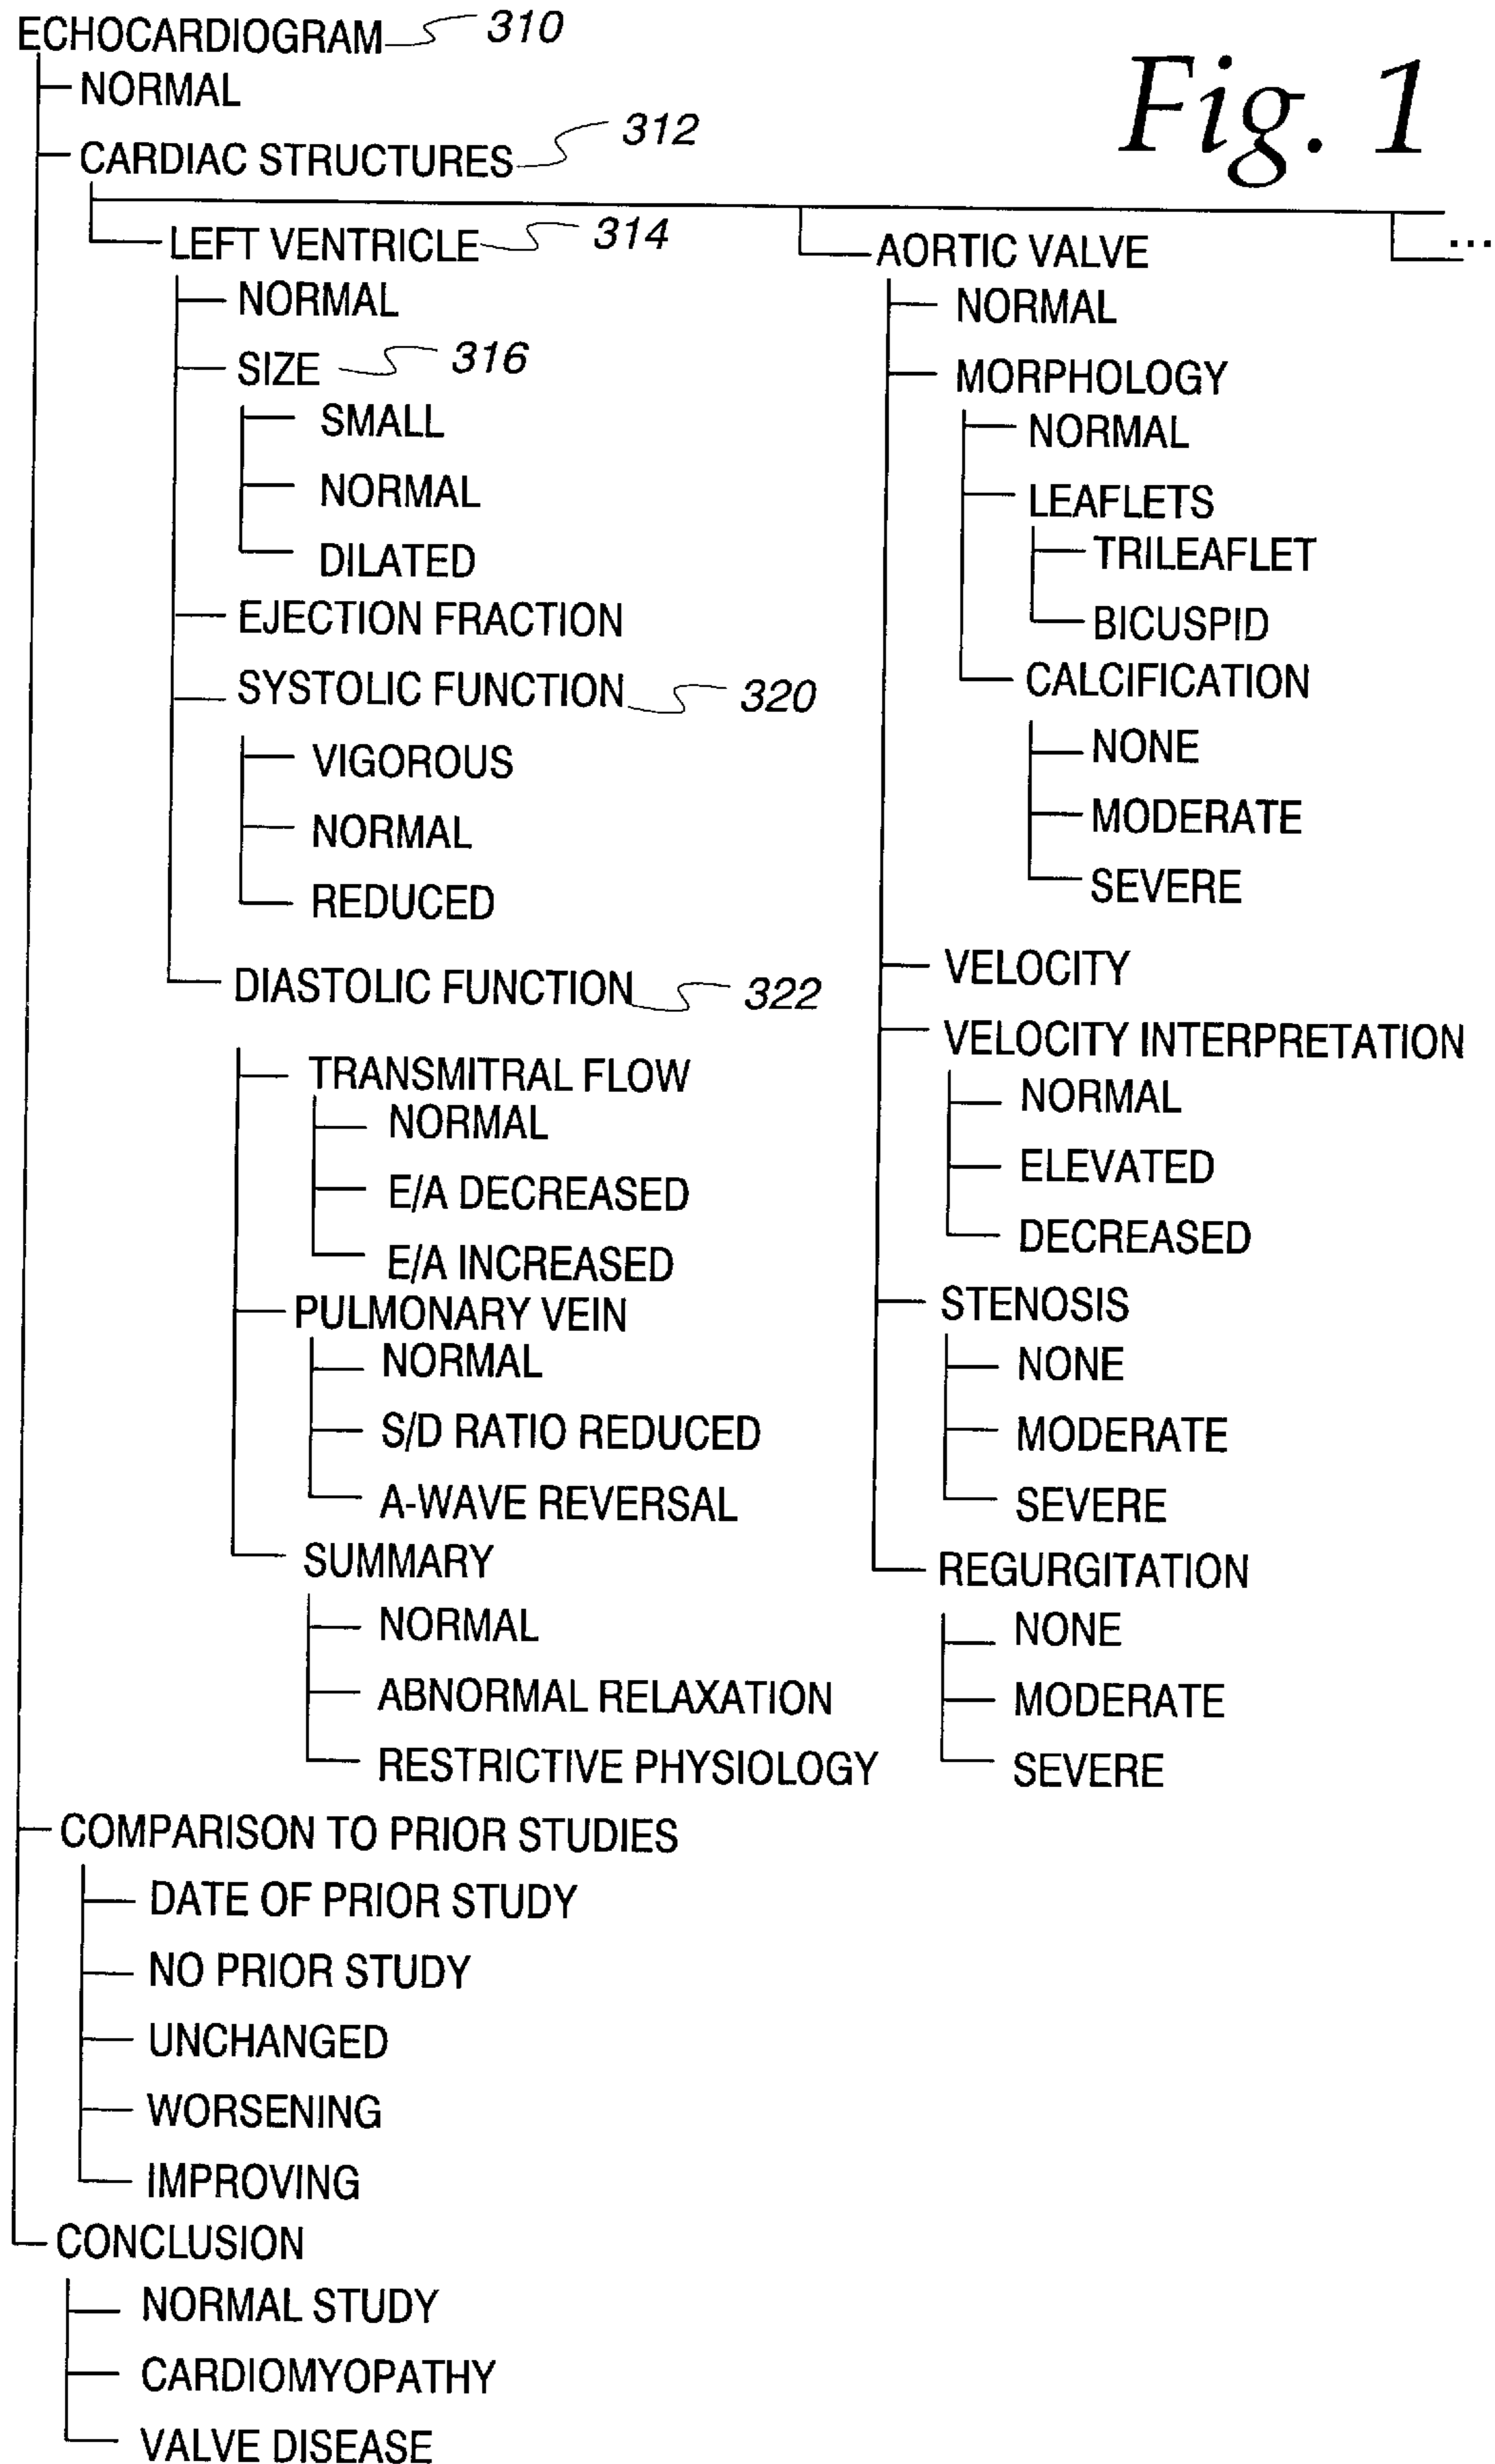 Fig. 1
ECHOCARDIOGRAM 310
NORMAL
CARDIAC STRUCTURES 312
LEFT VENTRICLE 314
NORMAL
SIZE 316
SMALL
NORMAL
DILATED
EJECTION FRACTION
SYSTOLIC FUNCTION 320
VIGOROUS
NORMAL
REDUCED
DIASTOLIC FUNCTION 322
TRANSMITRAL FLOW
NORMAL
E/A DECREASED
E/A INCREASED
PULMONARY VEIN
NORMAL
S/D RATIO REDUCED
A-WAVE REVERSAL
SUMMARY
NORMAL
ABNORMAL RELAXATION
RESTRICTIVE PHYSIOLOGY
AORTIC VALVE
NORMAL
MORPHOLOGY
NORMAL
LEAFLETS
TRILEAFLET
BICUSPID
CALCIFICATION
NONE
MODERATE
SEVERE
VELOCITY
VELOCITY INTERPRETATION
NORMAL
ELEVATED
DECREASED
STENOSIS
NONE
MODERATE
SEVERE
REGURGITATION
NONE
MODERATE
SEVERE
...
COMPARISON TO PRIOR STUDIES
DATE OF PRIOR STUDY
NO PRIOR STUDY
UNCHANGED
WORSENING
IMPROVING
CONCLUSION
NORMAL STUDY
CARDIOMYOPATHY
VALVE DISEASE